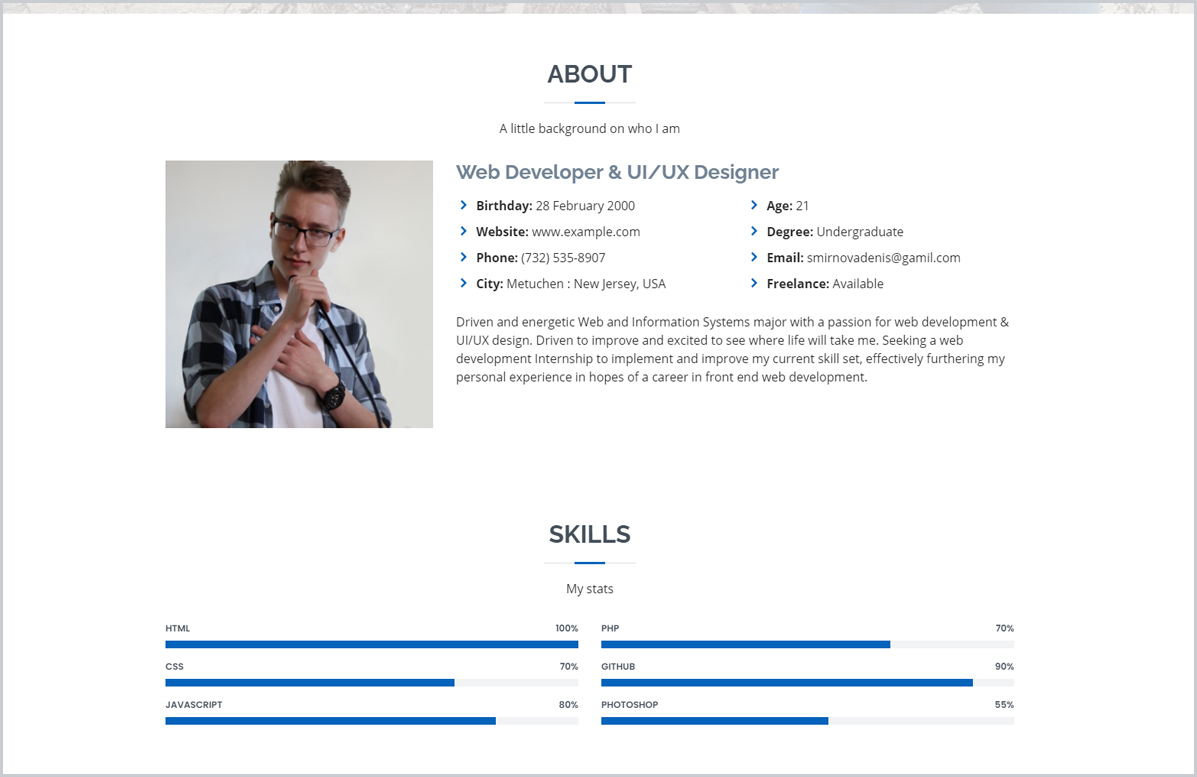 ABOUT
A little background on who I am
Web Developer & UI/UX Designer
Birthday: 28 February 2000
Website: www.example.com
Phone: (732) 535-8907
City: Metuchen : New Jersey, USA
Age: 21
Degree: Undergraduate
Email: smirnovadenis@gamil.com
Freelance: Available
Driven and energetic Web and Information Systems major with a passion for web development &
UI/UX design. Driven to improve and excited to see where life will take me. Seeking a web
development Internship to implement and improve my current skill set, effectively furthering my
personal experience in hopes of a career in front end web development.
SKILLS
My stats
HTML 100%
CSS 70%
JAVASCRIPT 80%
PHP 70%
GITHUB 90%
PHOTOSHOP 55%